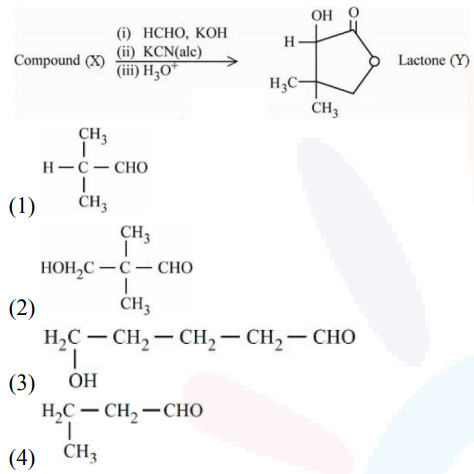 (i) HCHO, KOH
Compound (X) (ii) KCN(alc) Lactone (Y)
(iii) H₃O⁺
OH O
H
O
H₃C
CH₃
CH₃
H — C — CHO
(1) CH₃
CH₃
HOH₂C — C — CHO
(2) CH₃
H₂C — CH₂ — CH₂ — CH₂ — CHO
(3) OH
H₂C — CH₂ — CHO
(4) CH₃